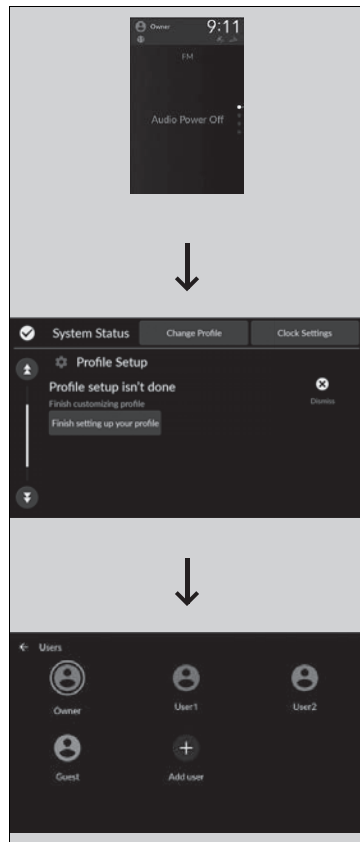 Owner 9:11
FM
Audio Power Off
System Status Change Profile Clock Settings
Profile Setup
Profile setup isn't done
Finish customizing profile
Dismiss
Finish setting up your profile
Users
Owner User1 User2
Guest Add user